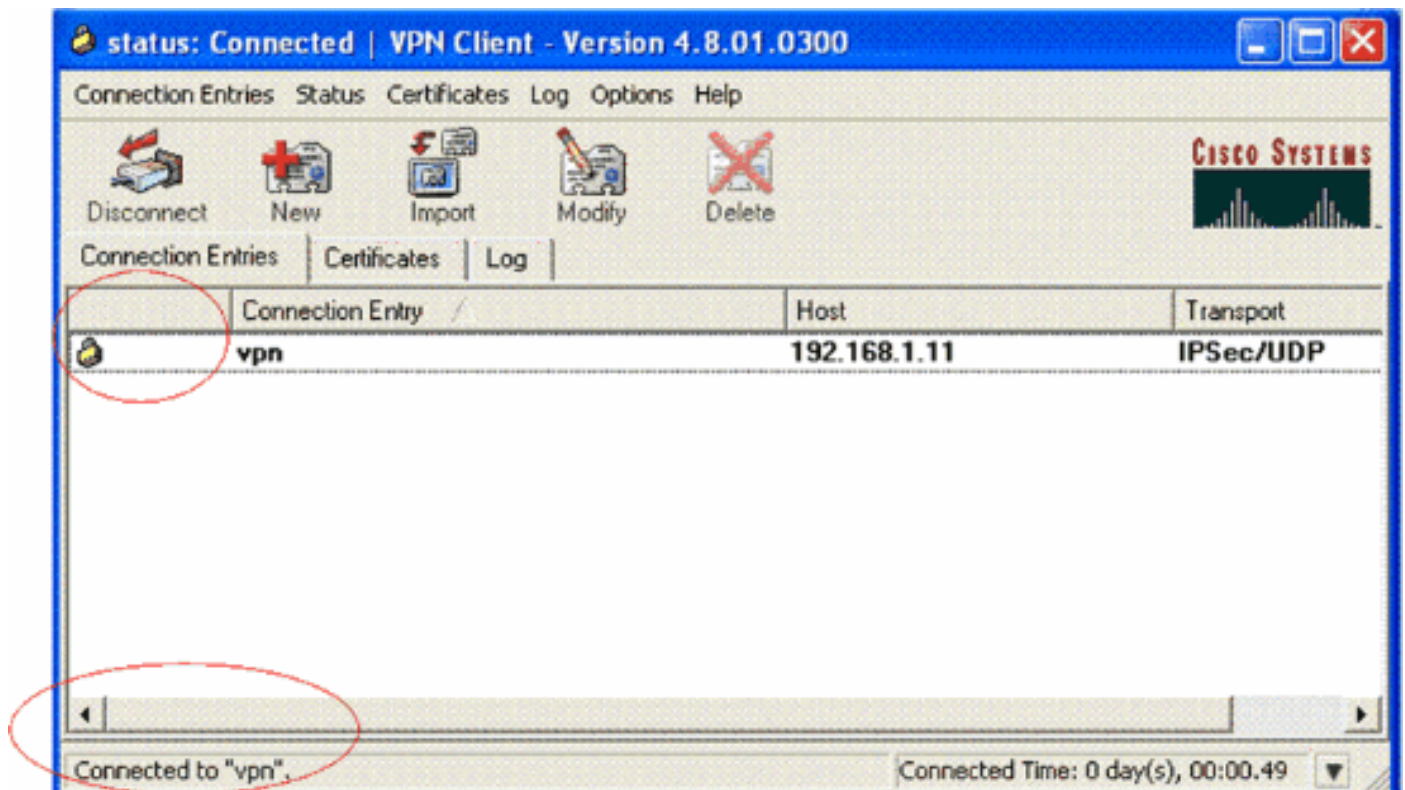 status: Connected | VPN Client - Version 4.8.01.0300
Connection Entries Status Certificates Log Options Help
Disconnect New Import Modify Delete
CISCO SYSTEMS
Connection Entries Certificates Log
Connection Entry Host Transport
vpn 192.168.1.11 IPSec/UDP
Connected to "vpn". Connected Time: 0 day(s), 00:00.49